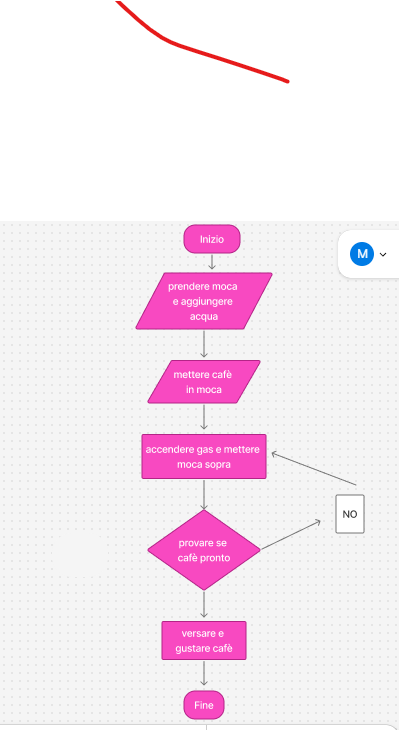 Inizio
M
prendere moca
e aggiungere
acqua
mettere cafè
in moca
accendere gas e mettere
moca sopra
NO
provare se
cafè pronto
versare e
gustare cafè
Fine